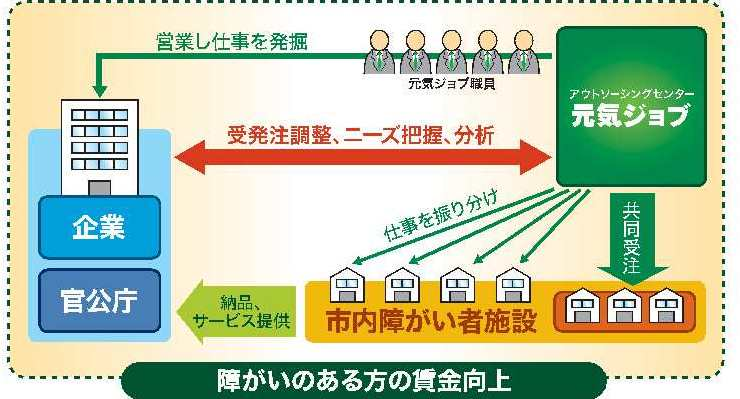 営業し仕事を発掘
元気ジョブ職員
アウトソーシングセンター
元気ジョブ
受発注調整、ニーズ把握、分析
企業
官公庁
仕事を振り分け
共同受注
納品、
サービス提供
市内障がい者施設
障がいのある方の賃金向上